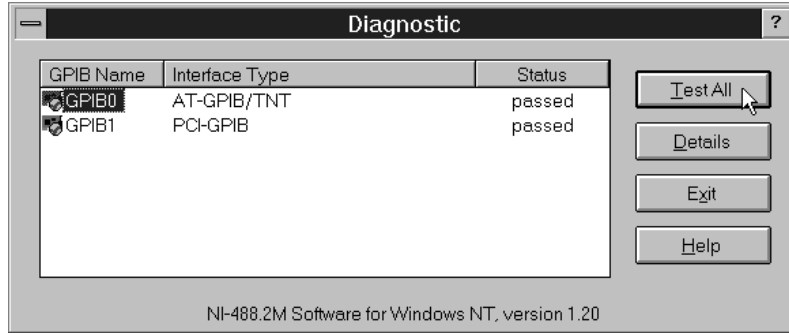 Diagnostic ?
GPIB Name Interface Type Status
GPIB0 AT-GPIB/TNT passed
GPIB1 PCI-GPIB passed
Test All
Details
Exit
Help
NI-488.2M Software for Windows NT, version 1.20